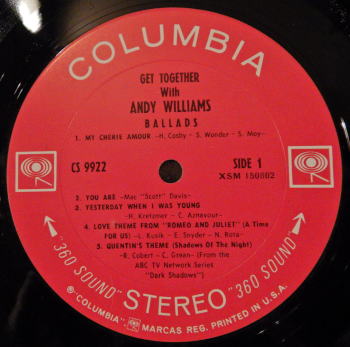 COLUMBIA
GET TOGETHER
With
ANDY WILLIAMS
BALLADS
1. MY CHERIE AMOUR -H. Cosby - S. Wonder - S. Moy-
CS 9922
SIDE 1
XSM 150802
2. YOU ARE -Mac "Scott" Davis-
3. YESTERDAY WHEN I WAS YOUNG
-H. Kretzmer - C. Aznavour-
4. LOVE THEME FROM "ROMEO AND JULIET" (A Time
FOR US) -L. Kusik - E. Snyder - N. Rota-
5. QUENTIN'S THEME (Shadows Of The Night)
-R. Cobert - C. Grean- (From the
ABC TV Network Series
"Dark Shadows")
"360 SOUND" STEREO "360 SOUND"
℗"COLUMBIA", MARCAS REG. PRINTED IN U.S.A.